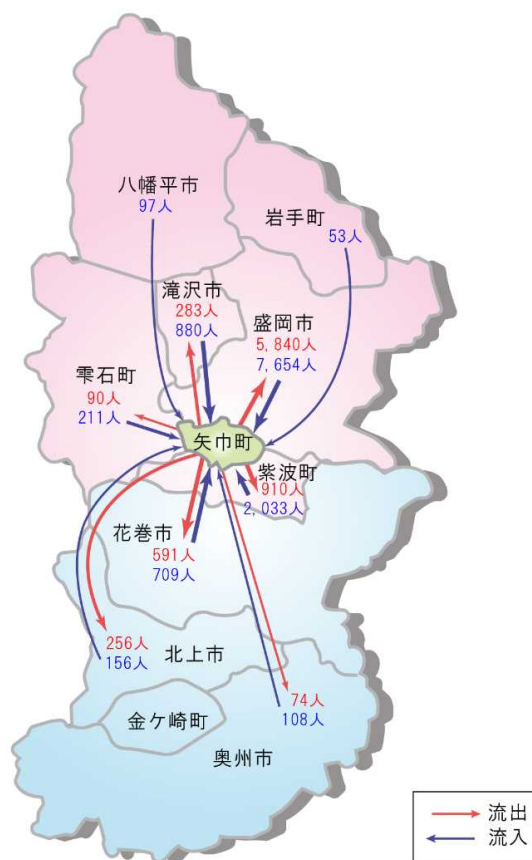 八幡平市
97人
岩手町
53人
滝沢市
283人
880人
盛岡市
5,840人
7,654人
雫石町
90人
211人
矢巾町
紫波町
910人
2,033人
花巻市
591人
709人
256人
156人
北上市
74人
108人
金ケ崎町
奥州市
流出
流入